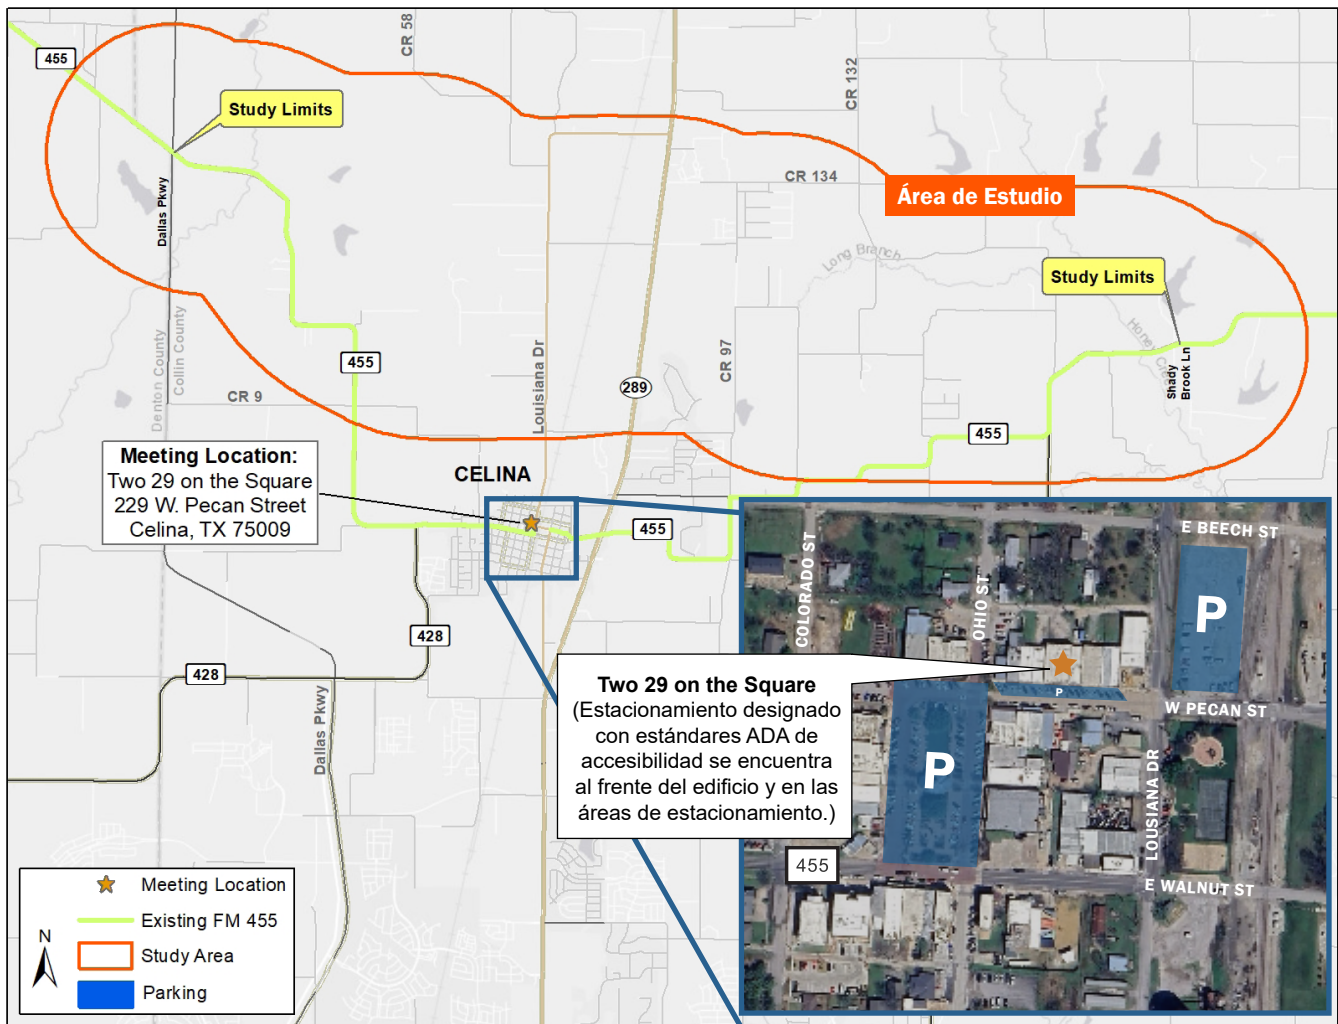 CR 58
455
Study Limits
CR 132
CR 134
Área de Estudio
Dallas Pkwy
Long Branch
Study Limits
Denton County
Collin County
455
Louisiana Dr
CR 97
Shady
Brook Ln
289
CR 9
455
Meeting Location:
Two 29 on the Square
229 W. Pecan Street
Celina, TX 75009
CELINA
455
E BEECH ST
COLORADO ST
OHIO ST
P
428
428
Two 29 on the Square
(Estacionamiento designado
con estándares ADA de
accesibilidad se encuentra
al frente del edificio y en las
áreas de estacionamiento.)
P
W PECAN ST
Dallas Pkwy
P
LOUSIANA DR
455
E WALNUT ST
Meeting Location
Existing FM 455
Study Area
Parking
N